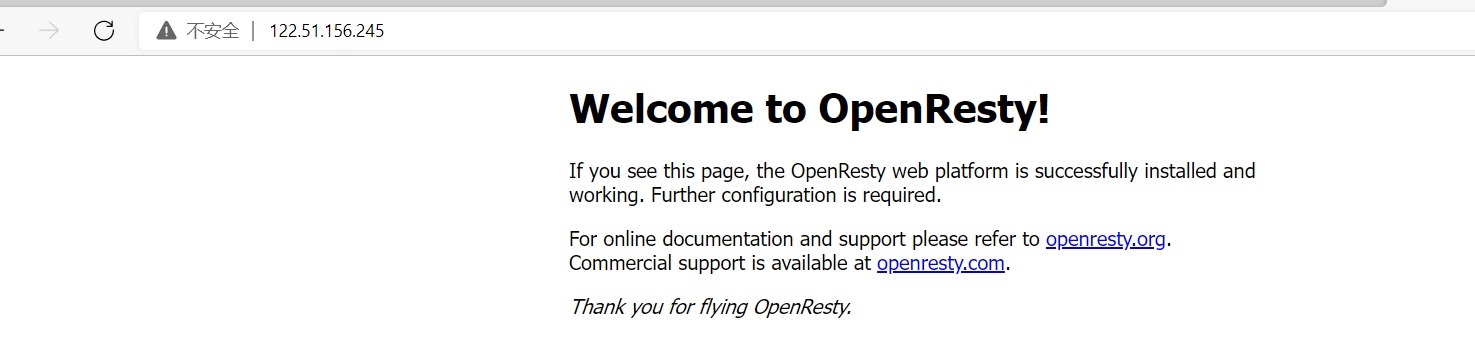 不安全 | 122.51.156.245
Welcome to OpenResty!
If you see this page, the OpenResty web platform is successfully installed and
working. Further configuration is required.
For online documentation and support please refer to openresty.org.
Commercial support is available at openresty.com.
Thank you for flying OpenResty.